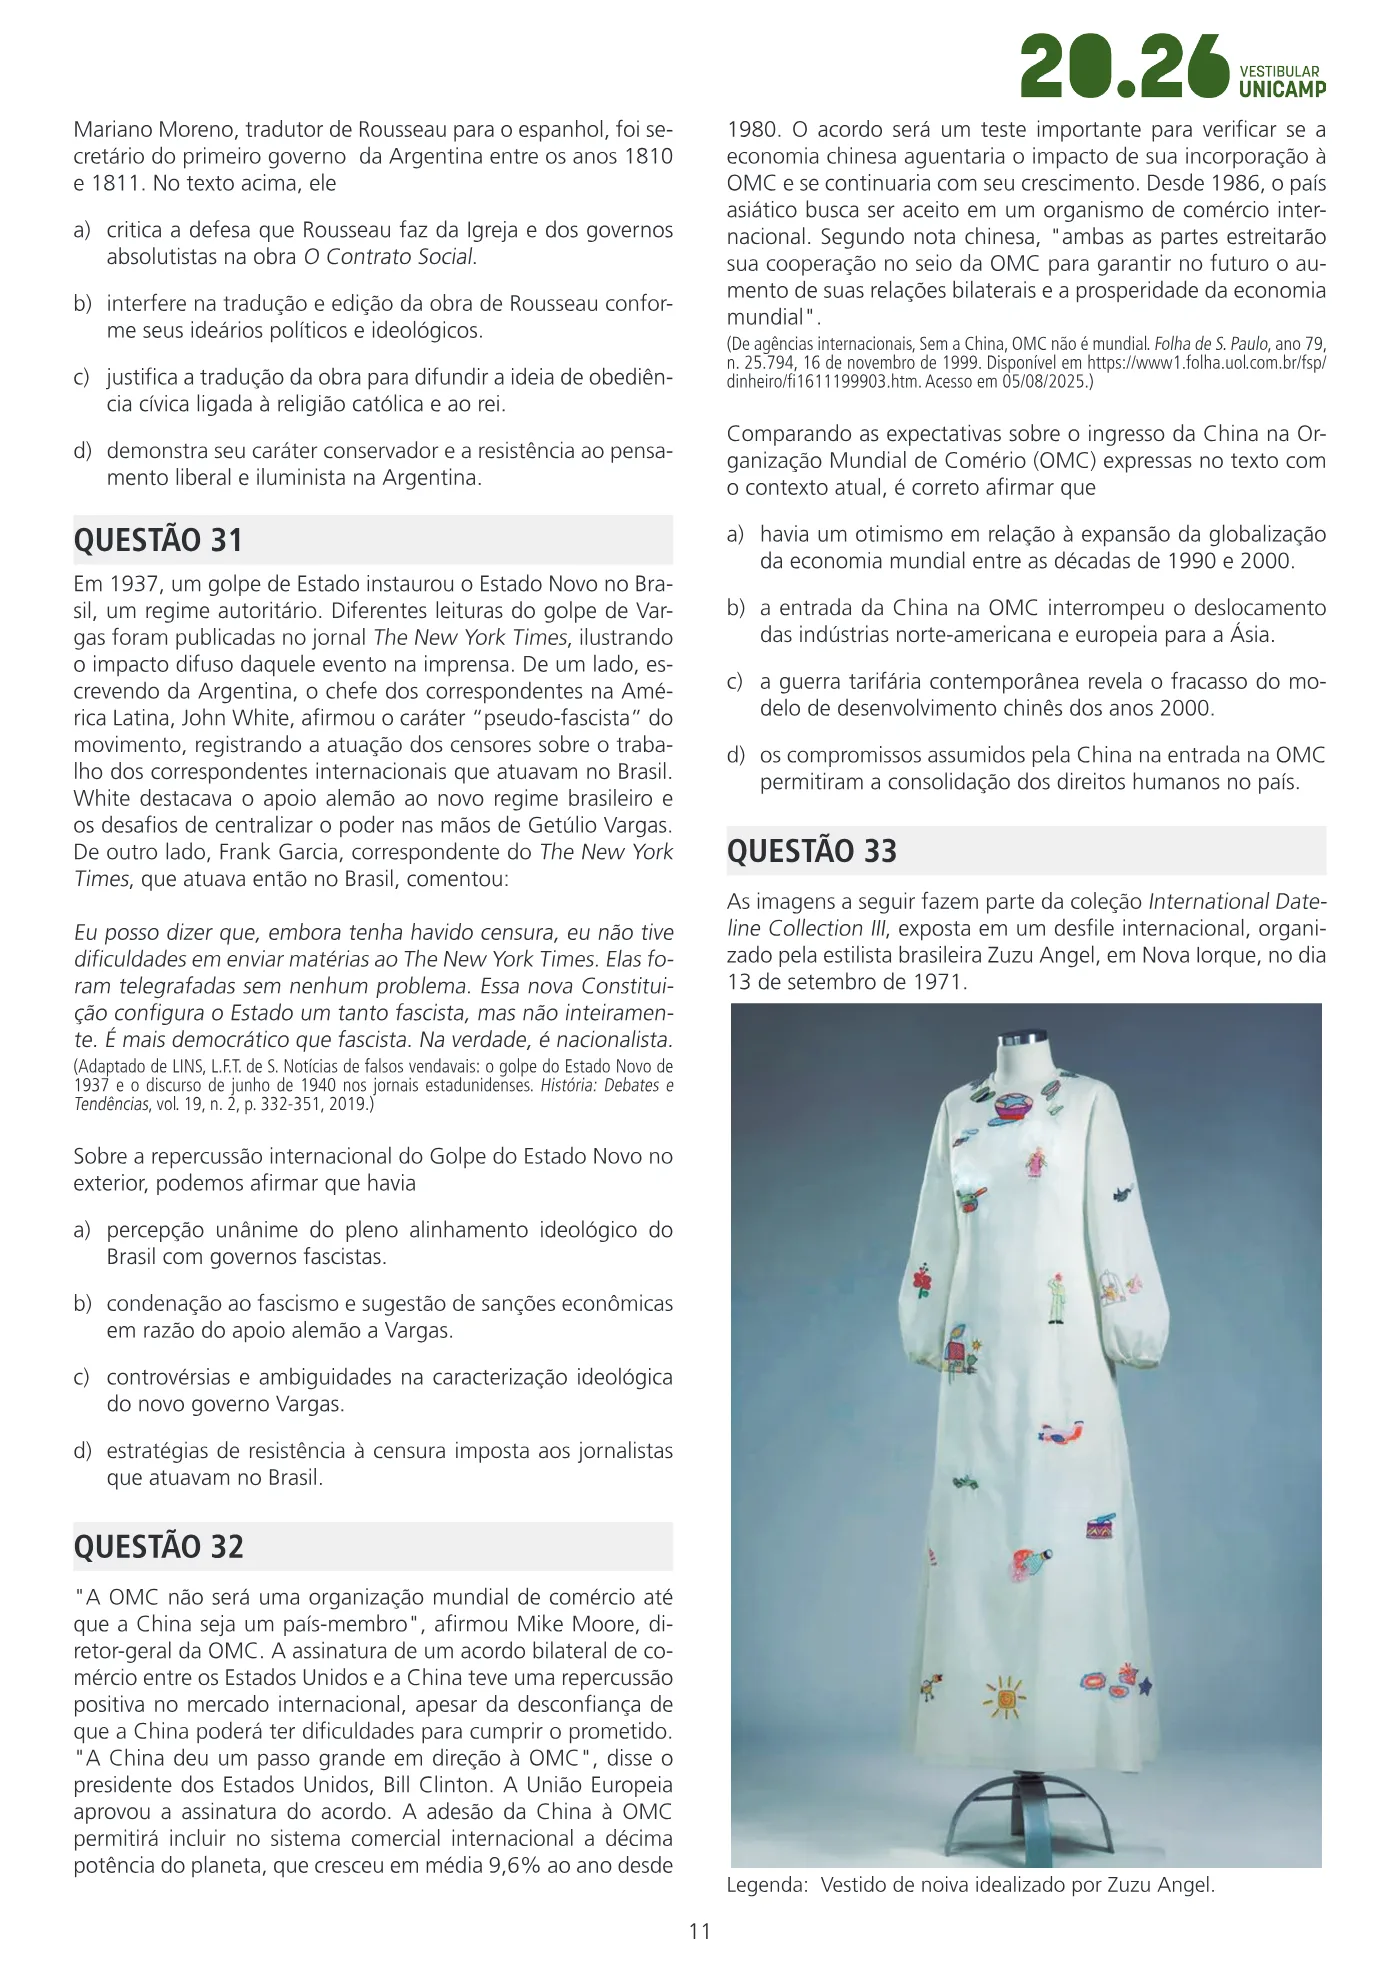 20.26 VESTIBULAR
UNICAMP
Mariano Moreno, tradutor de Rousseau para o espanhol, foi se-
cretário do primeiro governo da Argentina entre os anos 1810
e 1811. No texto acima, ele
a) critica a defesa que Rousseau faz da Igreja e dos governos
absolutistas na obra O Contrato Social.
b) interfere na tradução e edição da obra de Rousseau confor-
me seus ideários políticos e ideológicos.
c) justifica a tradução da obra para difundir a ideia de obediên-
cia cívica ligada à religião católica e ao rei.
d) demonstra seu caráter conservador e a resistência ao pensa-
mento liberal e iluminista na Argentina.
QUESTÃO 31
Em 1937, um golpe de Estado instaurou o Estado Novo no Bra-
sil, um regime autoritário. Diferentes leituras do golpe de Var-
gas foram publicadas no jornal The New York Times, ilustrando
o impacto difuso daquele evento na imprensa. De um lado, es-
crevendo da Argentina, o chefe dos correspondentes na Amé-
rica Latina, John White, afirmou o caráter “pseudo-fascista” do
movimento, registrando a atuação dos censores sobre o traba-
lho dos correspondentes internacionais que atuavam no Brasil.
White destacava o apoio alemão ao novo regime brasileiro e
os desafios de centralizar o poder nas mãos de Getúlio Vargas.
De outro lado, Frank Garcia, correspondente do The New York
Times, que atuava então no Brasil, comentou:
Eu posso dizer que, embora tenha havido censura, eu não tive
dificuldades em enviar matérias ao The New York Times. Elas fo-
ram telegrafadas sem nenhum problema. Essa nova Constitui-
ção configura o Estado um tanto fascista, mas não inteiramen-
te. É mais democrático que fascista. Na verdade, é nacionalista.
(Adaptado de LINS, L.F.T. de S. Notícias de falsos vendavais: o golpe do Estado Novo de
1937 e o discurso de junho de 1940 nos jornais estadunidenses. História: Debates e
Tendências, vol. 19, n. 2, p. 332-351, 2019.)
Sobre a repercussão internacional do Golpe do Estado Novo no
exterior, podemos afirmar que havia
a) percepção unânime do pleno alinhamento ideológico do
Brasil com governos fascistas.
b) condenação ao fascismo e sugestão de sanções econômicas
em razão do apoio alemão a Vargas.
c) controvérsias e ambiguidades na caracterização ideológica
do novo governo Vargas.
d) estratégias de resistência à censura imposta aos jornalistas
que atuavam no Brasil.
QUESTÃO 32
"A OMC não será uma organização mundial de comércio até
que a China seja um país-membro", afirmou Mike Moore, di-
retor-geral da OMC. A assinatura de um acordo bilateral de co-
mércio entre os Estados Unidos e a China teve uma repercussão
positiva no mercado internacional, apesar da desconfiança de
que a China poderá ter dificuldades para cumprir o prometido.
"A China deu um passo grande em direção à OMC", disse o
presidente dos Estados Unidos, Bill Clinton. A União Europeia
aprovou a assinatura do acordo. A adesão da China à OMC
permitirá incluir no sistema comercial internacional a décima
potência do planeta, que cresceu em média 9,6% ao ano desde
1980. O acordo será um teste importante para verificar se a
economia chinesa aguentaria o impacto de sua incorporação à
OMC e se continuaria com seu crescimento. Desde 1986, o país
asiático busca ser aceito em um organismo de comércio inter-
nacional. Segundo nota chinesa, "ambas as partes estreitarão
sua cooperação no seio da OMC para garantir no futuro o au-
mento de suas relações bilaterais e a prosperidade da economia
mundial".
(De agências internacionais, Sem a China, OMC não é mundial. Folha de S. Paulo, ano 79,
n. 25.794, 16 de novembro de 1999. Disponível em https://www1.folha.uol.com.br/fsp/
dinheiro/fi1611199903.htm. Acesso em 05/08/2025.)
Comparando as expectativas sobre o ingresso da China na Or-
ganização Mundial de Comério (OMC) expressas no texto com
o contexto atual, é correto afirmar que
a) havia um otimismo em relação à expansão da globalização
da economia mundial entre as décadas de 1990 e 2000.
b) a entrada da China na OMC interrompeu o deslocamento
das indústrias norte-americana e europeia para a Ásia.
c) a guerra tarifária contemporânea revela o fracasso do mo-
delo de desenvolvimento chinês dos anos 2000.
d) os compromissos assumidos pela China na entrada na OMC
permitiram a consolidação dos direitos humanos no país.
QUESTÃO 33
As imagens a seguir fazem parte da coleção International Date-
line Collection III, exposta em um desfile internacional, organi-
zado pela estilista brasileira Zuzu Angel, em Nova Iorque, no dia
13 de setembro de 1971.
Legenda: Vestido de noiva idealizado por Zuzu Angel.
11